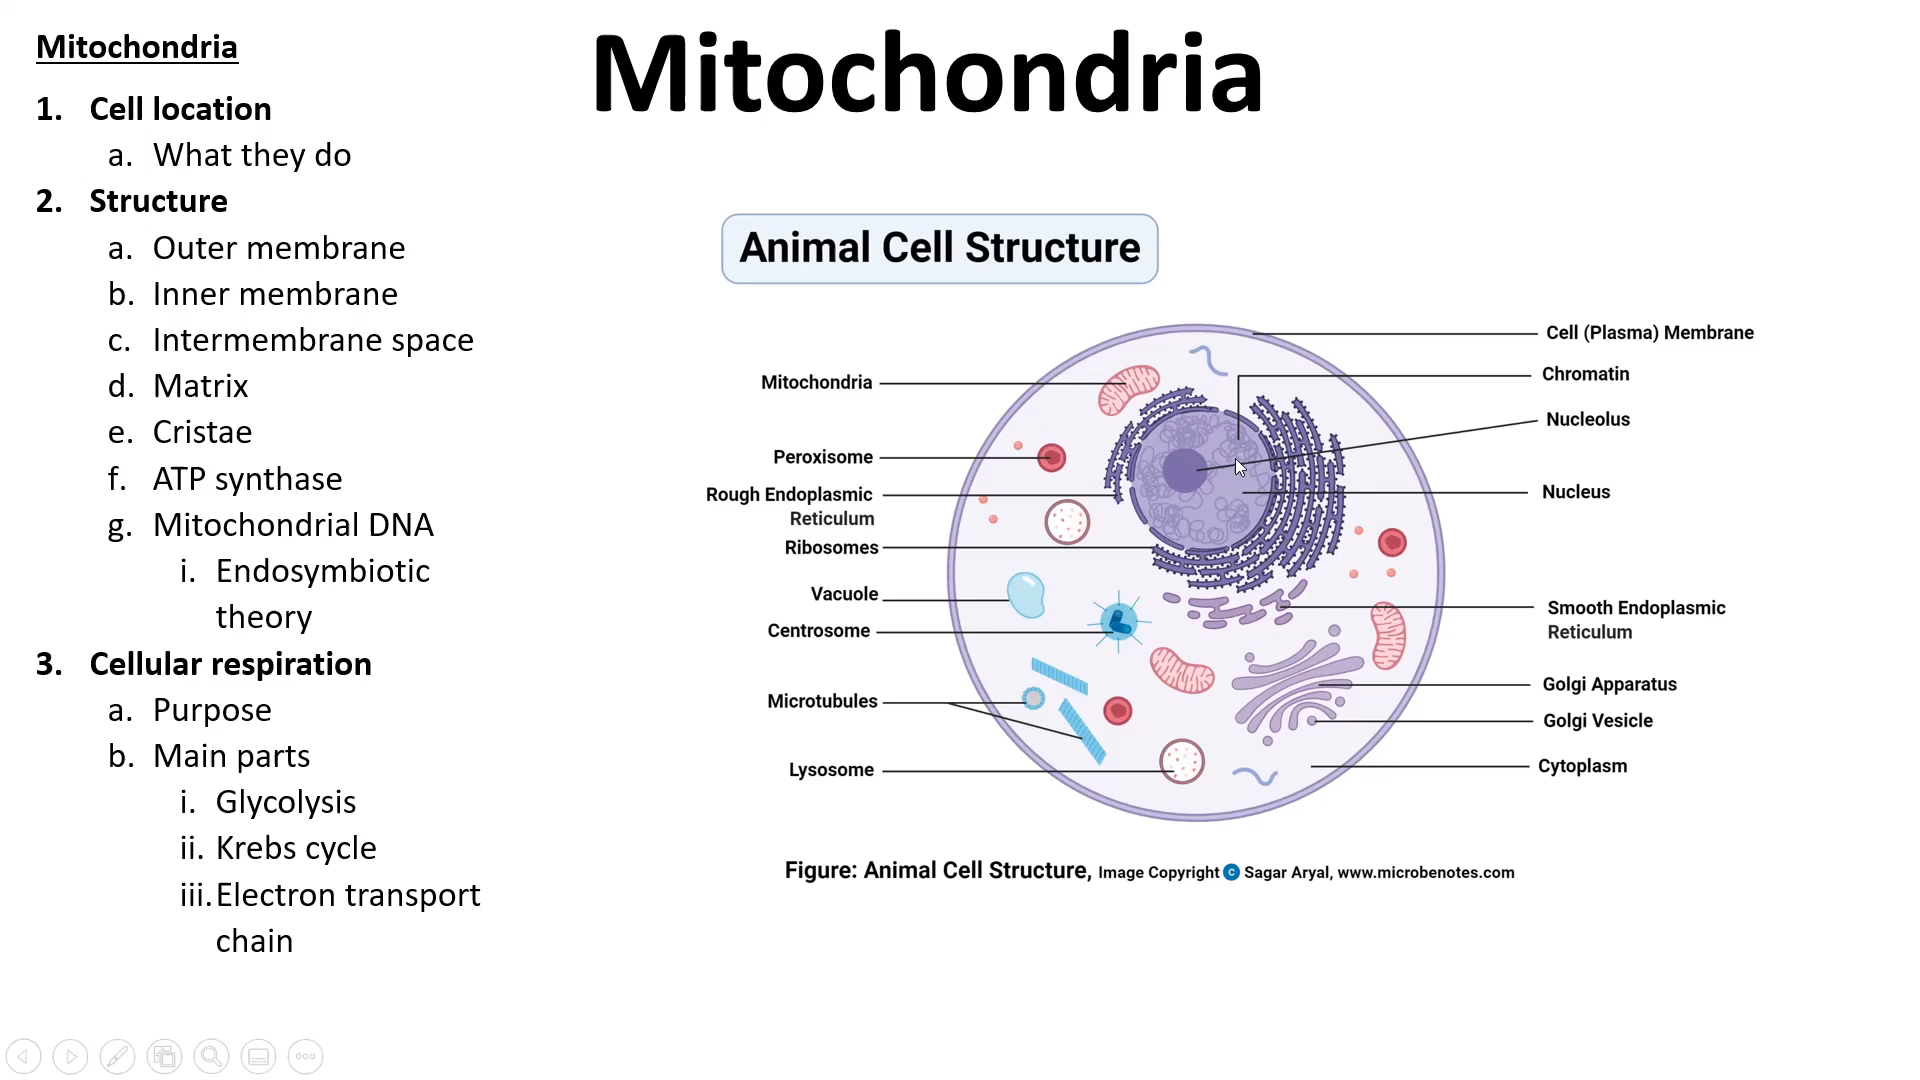 Mitochondria
1. Cell location
a. What they do
2. Structure
a. Outer membrane
b. Inner membrane
c. Intermembrane space
d. Matrix
e. Cristae
f. ATP synthase
g. Mitochondrial DNA
i. Endosymbiotic
theory
3. Cellular respiration
a. Purpose
b. Main parts
i. Glycolysis
ii. Krebs cycle
iii. Electron transport
chain
Mitochondria
Animal Cell Structure
Mitochondria
Peroxisome
Rough Endoplasmic
Reticulum
Ribosomes
Vacuole
Centrosome
Microtubules
Lysosome
Cell (Plasma) Membrane
Chromatin
Nucleolus
Nucleus
Smooth Endoplasmic
Reticulum
Golgi Apparatus
Golgi Vesicle
Cytoplasm
Figure: Animal Cell Structure, Image Copyright © Sagar Aryal, www.microbenotes.com